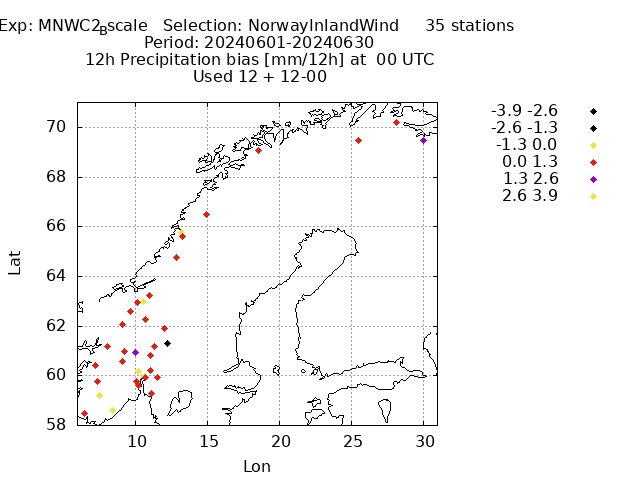 Exp: MNWC2BScale   Selection: NorwayInlandWind     35 stations
Period: 20240601-20240630
12h Precipitation bias [mm/12h] at  00 UTC
Used 12 + 12-00
-3.9 -2.6
-2.6 -1.3
-1.3 0.0
0.0 1.3
1.3 2.6
2.6 3.9
70
68
66
64
62
60
58
Lat
10 15 20 25 30
Lon